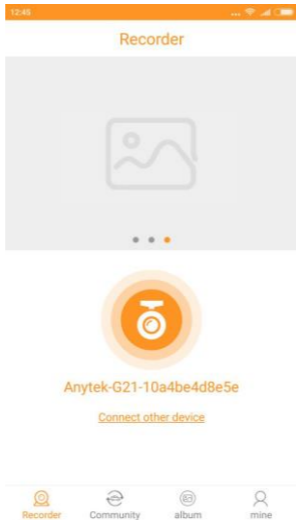 12:45
Recorder
Anytek-G21-10a4be4d8e5e
Connect other device
Recorder Community album mine